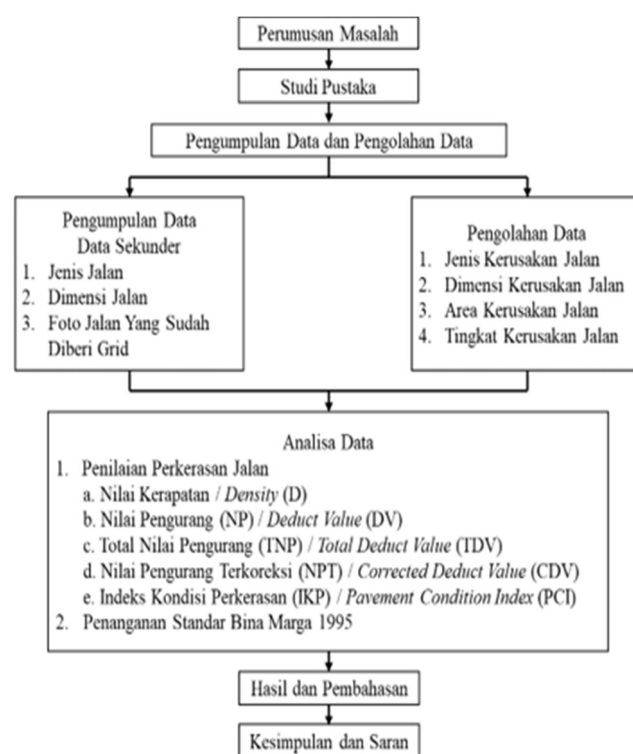 Perumusan Masalah
Studi Pustaka
Pengumpulan Data dan Pengolahan Data
Pengumpulan Data
Data Sekunder
1. Jenis Jalan
2. Dimensi Jalan
3. Foto Jalan Yang Sudah
Diberi Grid
Pengolahan Data
1. Jenis Kerusakan Jalan
2. Dimensi Kerusakan Jalan
3. Area Kerusakan Jalan
4. Tingkat Kerusakan Jalan
Analisa Data
1. Penilaian Perkerasan Jalan
a. Nilai Kerapatan / Density (D)
b. Nilai Pengurang (NP) / Deduct Value (DV)
c. Total Nilai Pengurang (TNP) / Total Deduct Value (TDV)
d. Nilai Pengurang Terkoreksi (NPT) / Corrected Deduct Value (CDV)
e. Indeks Kondisi Perkerasan (IKP) / Pavement Condition Index (PCI)
2. Penanganan Standar Bina Marga 1995
Hasil dan Pembahasan
Kesimpulan dan Saran